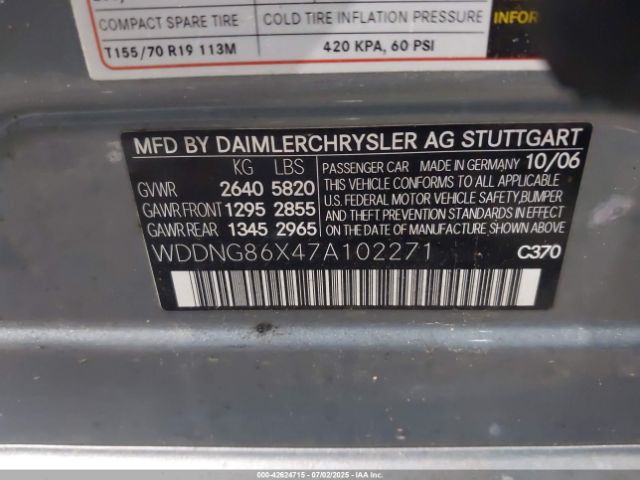 COMPACT SPARE TIRE COLD TIRE INFLATION PRESSURE INFOR
T155/70 R19 113M 420 KPA, 60 PSI
MFD BY DAIMLERCHRYSLER AG STUTTGART
KG LBS PASSENGER CAR MADE IN GERMANY 10/06
GVWR 2640 5820 THIS VEHICLE CONFORMS TO ALL APPLICABLE
GAWR FRONT 1295 2855 U.S. FEDERAL MOTOR VEHICLE SAFETY,BUMPER
GAWR REAR 1345 2965 AND THEFT PREVENTION STANDARDS IN EFFECT
ON THE DATE OF MANUFACTURE SHOWN ABOVE.
WDDNG86X47A102271 C370
000-42624715 - 07/02/2025 - IAAI.COM